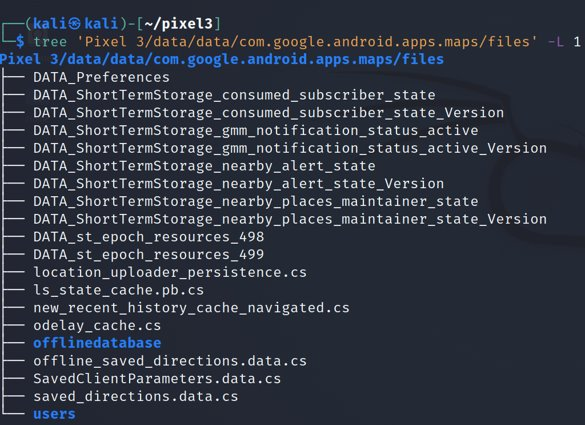 ┌──(kali㉿kali)-[~/pixel3]
└─$ tree 'Pixel 3/data/data/com.google.android.apps.maps/files' -L 1
Pixel 3/data/data/com.google.android.apps.maps/files
├── DATA_Preferences
├── DATA_ShortTermStorage_consumed_subscriber_state
├── DATA_ShortTermStorage_consumed_subscriber_state_Version
├── DATA_ShortTermStorage_gmm_notification_status_active
├── DATA_ShortTermStorage_gmm_notification_status_active_Version
├── DATA_ShortTermStorage_nearby_alert_state
├── DATA_ShortTermStorage_nearby_alert_state_Version
├── DATA_ShortTermStorage_nearby_places_maintainer_state
├── DATA_ShortTermStorage_nearby_places_maintainer_state_Version
├── DATA_st_epoch_resources_498
├── DATA_st_epoch_resources_499
├── location_uploader_persistence.cs
├── ls_state_cache.pb.cs
├── new_recent_history_cache_navigated.cs
├── odelay_cache.cs
├── offlinedatabase
├── offline_saved_directions.data.cs
├── SavedClientParameters.data.cs
├── saved_directions.data.cs
└── users